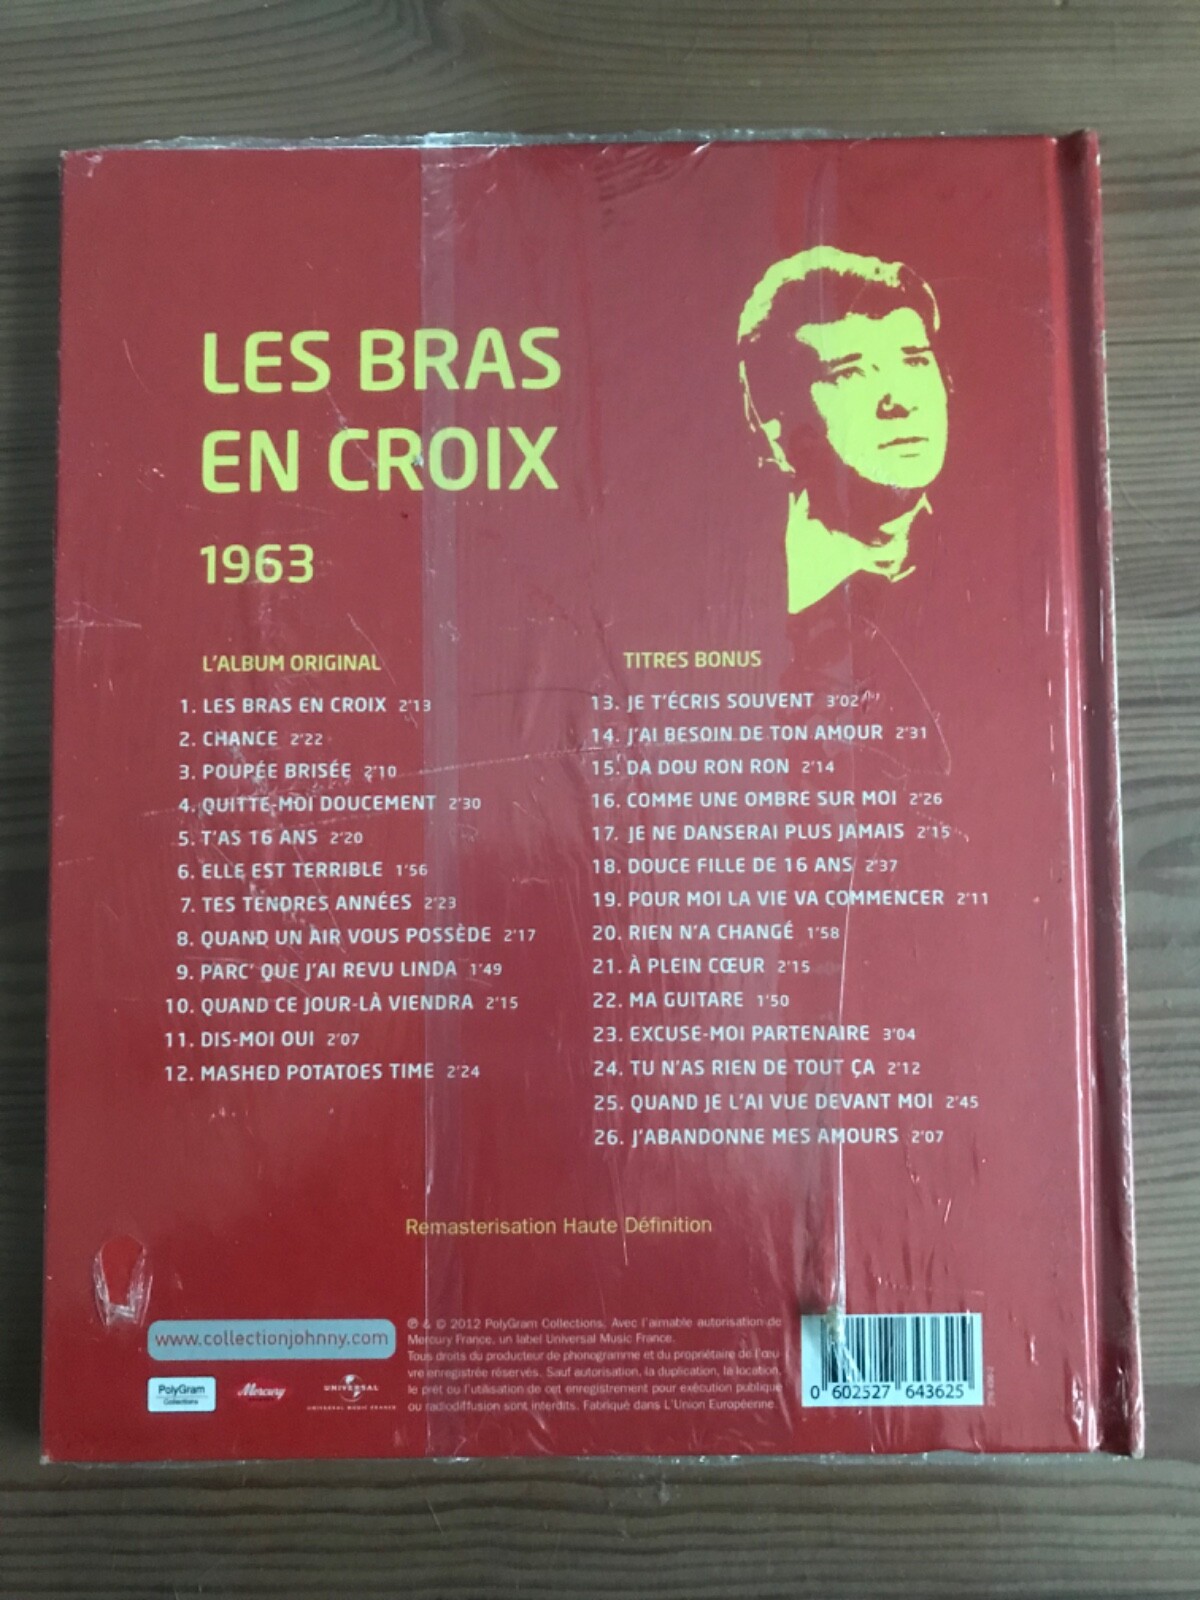 LES BRAS
EN CROIX
1963
L'ALBUM ORIGINAL
1. LES BRAS EN CROIX 2'13
2. CHANCE 2'22
3. POUPÉE BRISÉE 2'10
4. QUITTE-MOI DOUCEMENT 2'30
5. T'AS 16 ANS 2'20
6. ELLE EST TERRIBLE 1'56
7. TES TENDRES ANNÉES 2'23
8. QUAND UN AIR VOUS POSSÈDE 2'17
9. PARC' QUE J'AI REVU LINDA 1'49
10. QUAND CE JOUR-LÀ VIENDRA 2'15
11. DIS-MOI OUI 2'07
12. MASHED POTATOES TIME 2'24
TITRES BONUS
13. JE T'ÉCRIS SOUVENT 3'02
14. J'AI BESOIN DE TON AMOUR 2'31
15. DA DOU RON RON 2'14
16. COMME UNE OMBRE SUR MOI 2'26
17. JE NE DANSERAI PLUS JAMAIS 2'15
18. DOUCE FILLE DE 16 ANS 2'37
19. POUR MOI LA VIE VA COMMENCER 2'11
20. RIEN N'A CHANGÉ 1'58
21. À PLEIN CŒUR 2'15
22. MA GUITARE 1'50
23. EXCUSE-MOI PARTENAIRE 3'04
24. TU N'AS RIEN DE TOUT ÇA 2'12
25. QUAND JE L'AI VUE DEVANT MOI 2'45
26. J'ABANDONNE MES AMOURS 2'07
Remasterisation Haute Définition
www.collectionjohnny.com
PolyGram
Collections
Mercury
UNIVERSAL
UNIVERSAL MUSIC FRANCE
℗ & © 2012 PolyGram Collections. Avec l'aimable autorisation de
Mercury France, un label Universal Music France.
Tous droits du producteur de phonogramme et du propriétaire de l'œu-
vre enregistrée réservés. Sauf autorisation, la duplication, la location,
le prêt ou l'utilisation de cet enregistrement pour exécution publique
ou radiodiffusion sont interdits. Fabriqué dans L'Union Européenne.
0 602527 643625